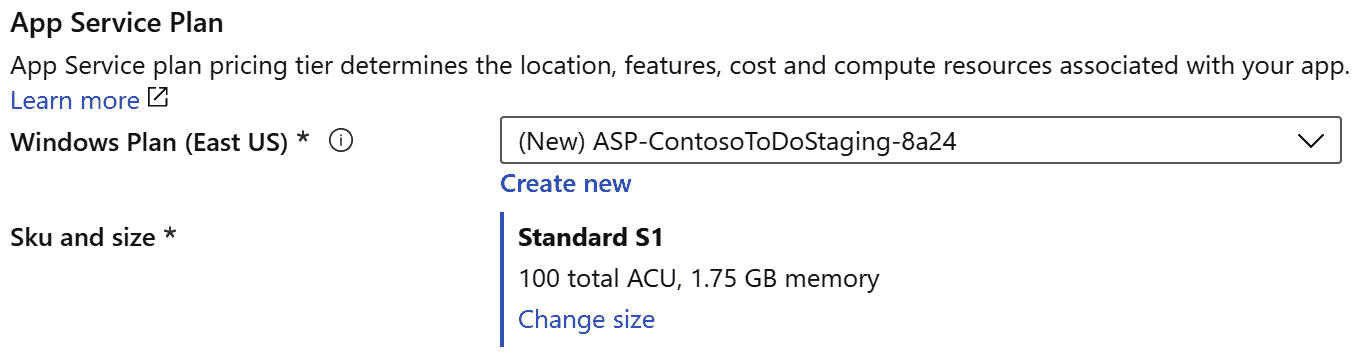 App Service Plan
App Service plan pricing tier determines the location, features, cost and compute resources associated with your app.
Learn more
Windows Plan (East US) * (New) ASP-ContosoToDoStaging-8a24
Create new
Sku and size * Standard S1
100 total ACU, 1.75 GB memory
Change size